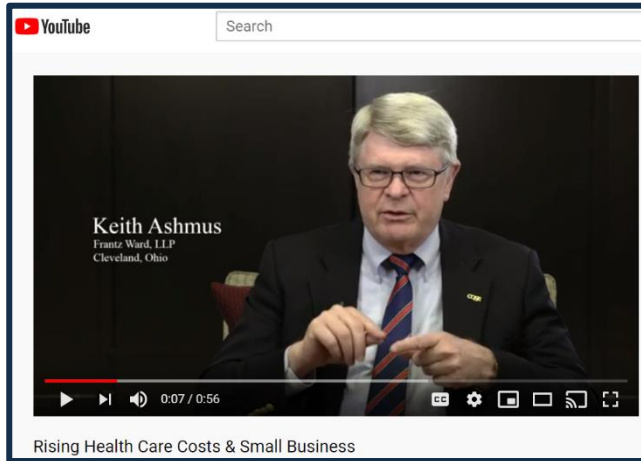 YouTube
Search
Keith Ashmus
Frantz Ward, LLP
Cleveland, Ohio
0:07 / 0:56
CC
Rising Health Care Costs & Small Business